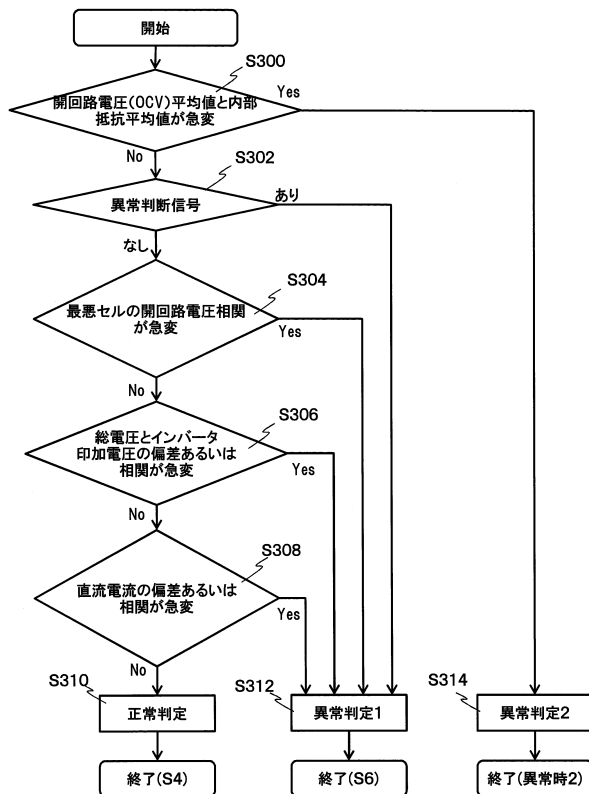 開始
S300
開回路電圧(OCV)平均値と内部
抵抗平均値が急変
Yes
No
S302
異常判断信号
あり
なし
S304
最悪セルの開回路電圧相関
が急変
Yes
No
S306
総電圧とインバータ
印加電圧の偏差あるいは
相関が急変
Yes
No
S308
直流電流の偏差あるいは
相関が急変
Yes
No
S310
正常判定
S312
異常判定1
S314
異常判定2
終了(S4)
終了(S6)
終了(異常時2)